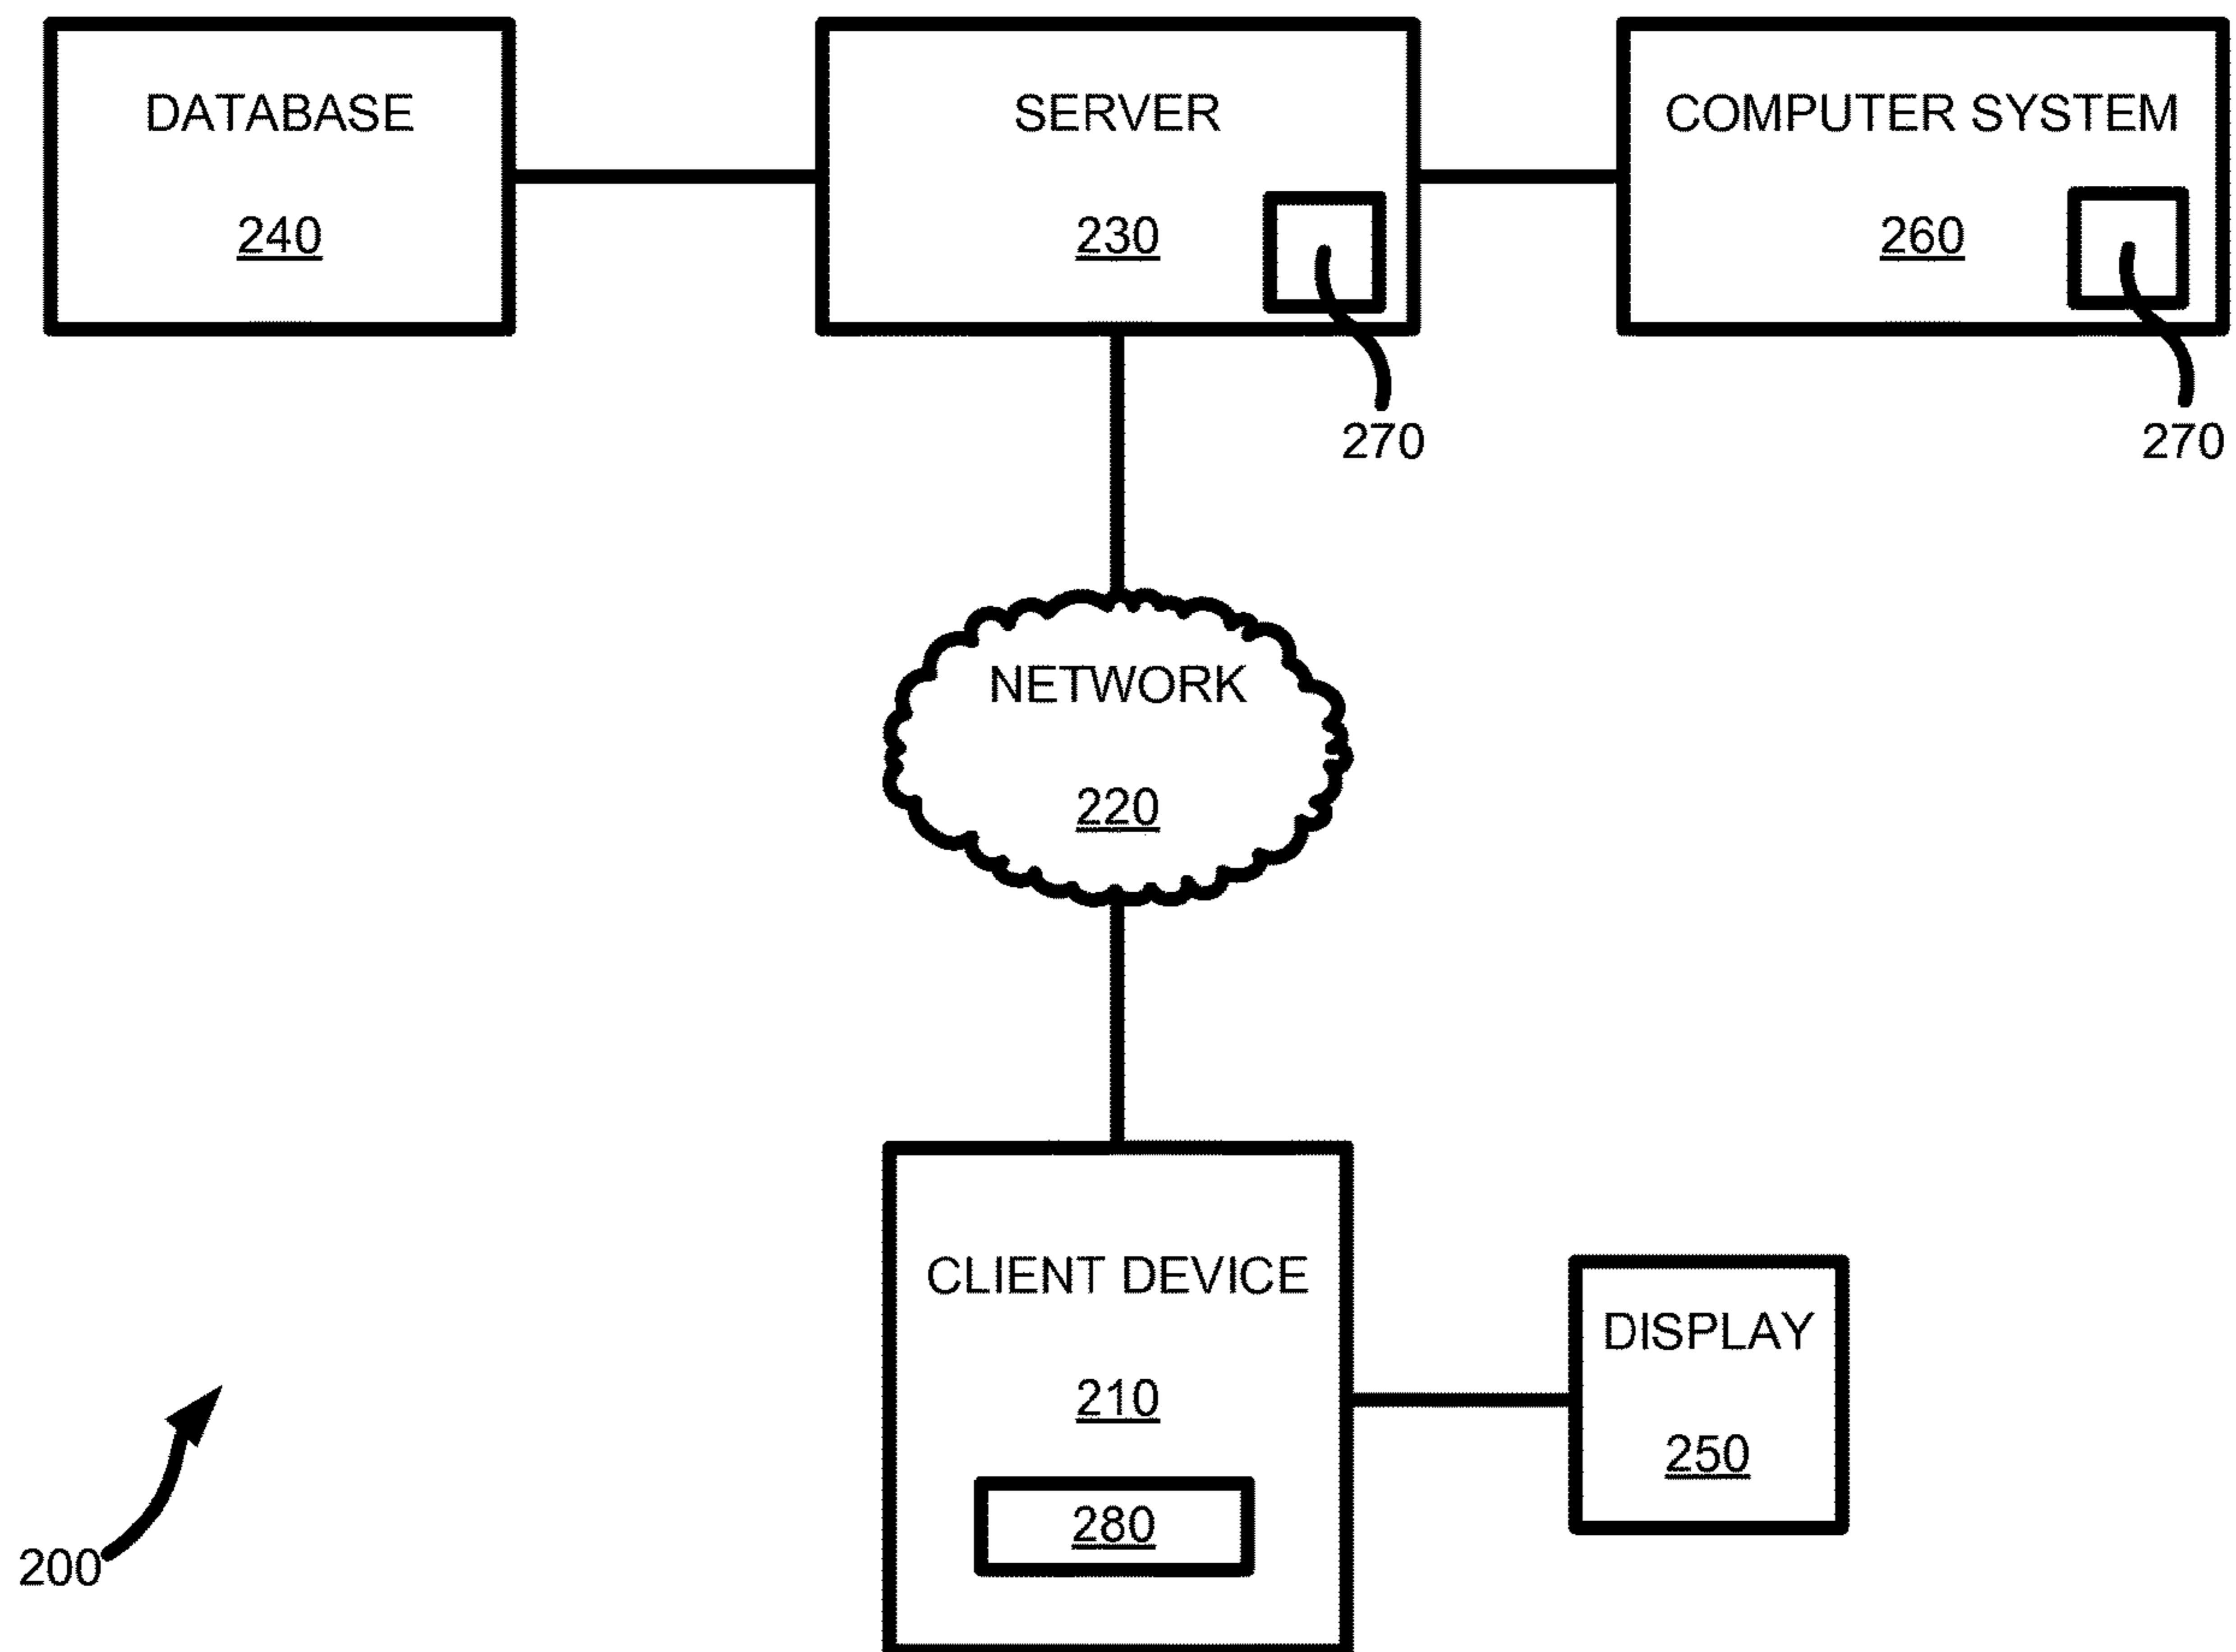 DATABASE
240
SERVER
230
COMPUTER SYSTEM
260
270
270
NETWORK
220
CLIENT DEVICE
210
280
DISPLAY
250
200